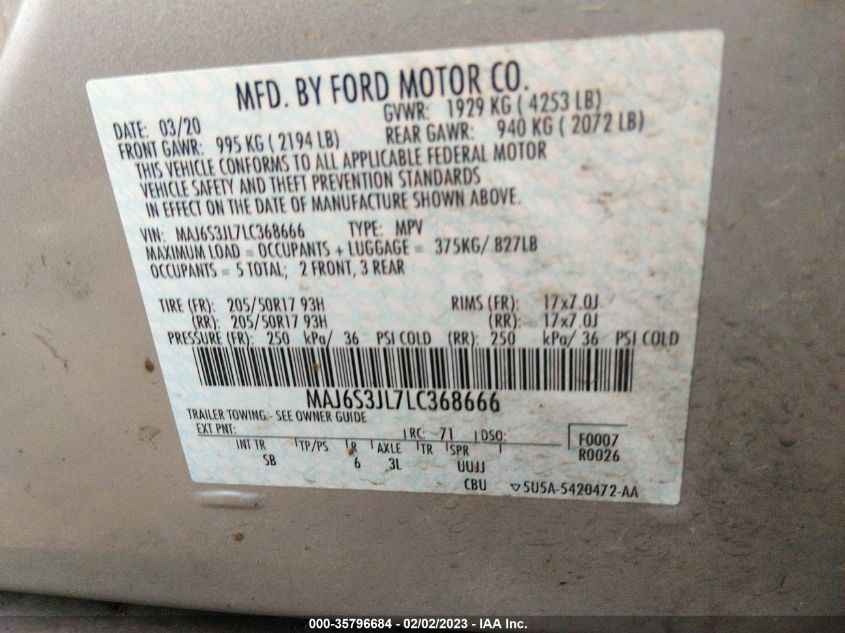 MFD. BY FORD MOTOR CO.
DATE: 03/20 GVWR: 1929 KG ( 4253 LB)
FRONT GAWR: 995 KG ( 2194 LB) REAR GAWR: 940 KG ( 2072 LB)
THIS VEHICLE CONFORMS TO ALL APPLICABLE FEDERAL MOTOR
VEHICLE SAFETY AND THEFT PREVENTION STANDARDS
IN EFFECT ON THE DATE OF MANUFACTURE SHOWN ABOVE.
VIN: MAJ6S3JL7LC368666 TYPE: MPV
MAXIMUM LOAD = OCCUPANTS + LUGGAGE = 375KG/ 827LB
OCCUPANTS = 5 TOTAL; 2 FRONT, 3 REAR
TIRE (FR): 205/50R17 93H RIMS (FR): 17x7.0J
(RR): 205/50R17 93H (RR): 17x7.0J
PRESSURE (FR): 250 kPa/ 36 PSI COLD (RR): 250 kPa/ 36 PSI COLD
MAJ6S3JL7LC368666
TRAILER TOWING - SEE OWNER GUIDE
EXT PNT: RC: 71 DSO: F0007
R0026
INT TR TP/PS R AXLE TR SPR
SB 6 3L UUJJ
CBU 5U5A-5420472-AA
000-35796684 - 02/02/2023 - IAA Inc.